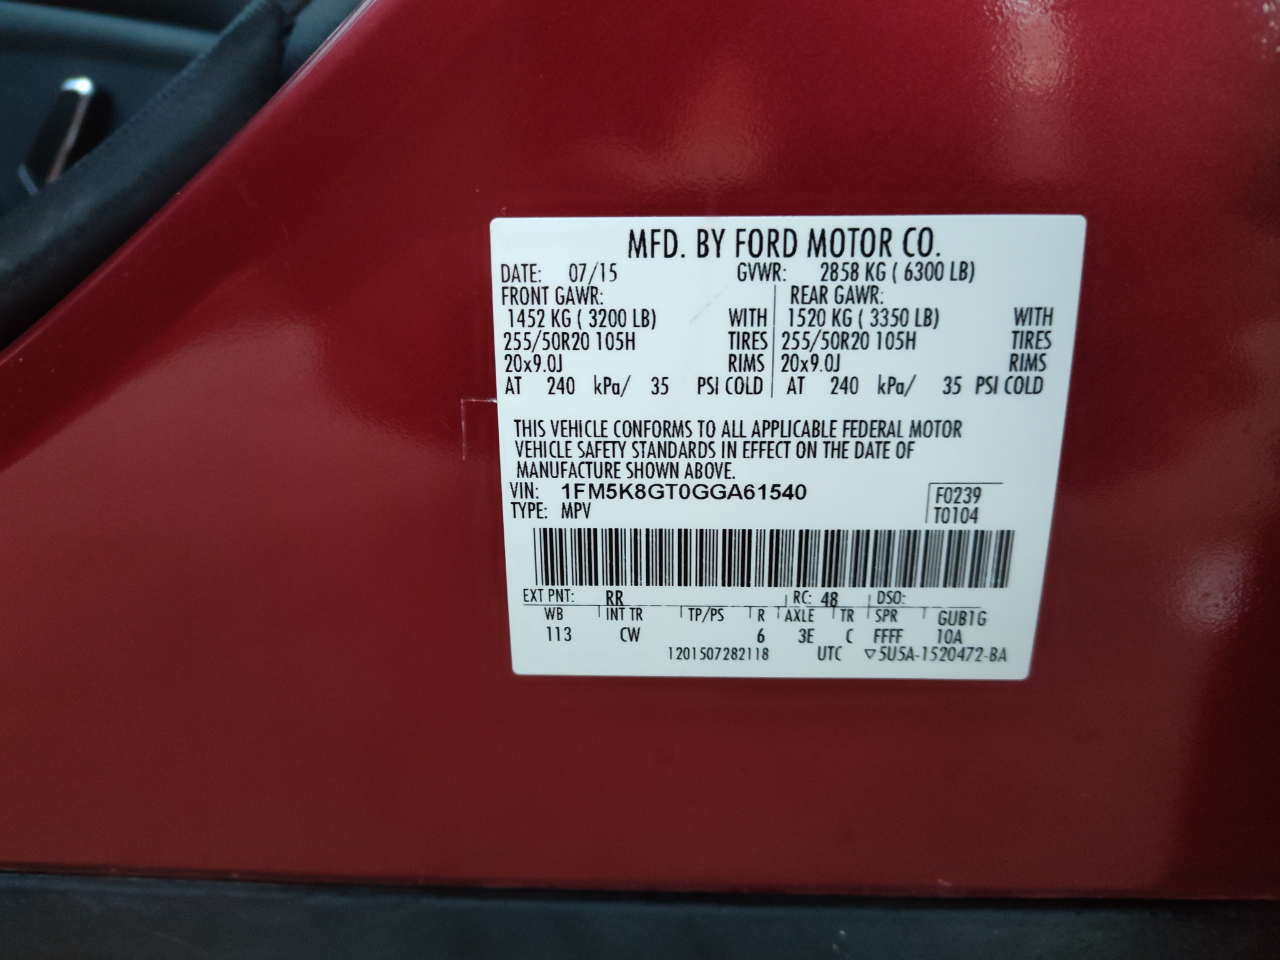 MFD. BY FORD MOTOR CO.
DATE: 07/15 GVWR: 2858 KG ( 6300 LB)
FRONT GAWR: REAR GAWR:
1452 KG ( 3200 LB) WITH 1520 KG ( 3350 LB) WITH
255/50R20 105H TIRES 255/50R20 105H TIRES
20x9.0J RIMS 20x9.0J RIMS
AT 240 kPa/ 35 PSI COLD AT 240 kPa/ 35 PSI COLD
THIS VEHICLE CONFORMS TO ALL APPLICABLE FEDERAL MOTOR
VEHICLE SAFETY STANDARDS IN EFFECT ON THE DATE OF
MANUFACTURE SHOWN ABOVE.
VIN: 1FM5K8GT0GGA61540 F0239
TYPE: MPV T0104
EXT PNT: RR RC: 48 DSO:
WB INT TR TP/PS R AXLE TR SPR GUB1G
113 CW 6 3E C FFFF 10A
1201507282118 UTC ▽5U5A-1520472-BA